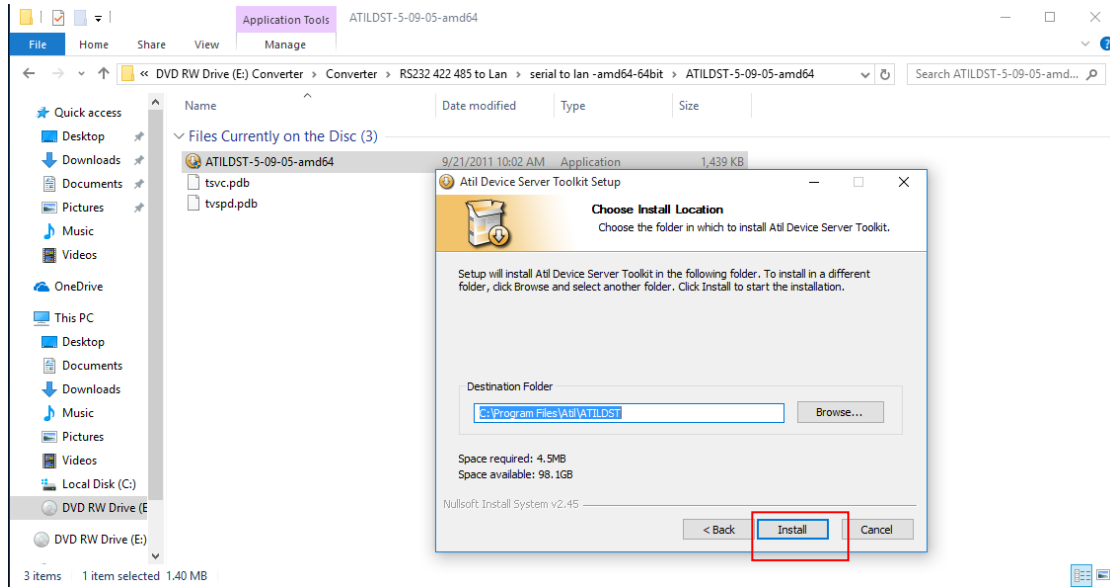 Application Tools
ATILDST-5-09-05-amd64
File Home Share View Manage
« DVD RW Drive (E:) Converter › Converter › RS232 422 485 to Lan › serial to lan -amd64-64bit › ATILDST-5-09-05-amd64
Search ATILDST-5-09-05-amd...
Quick access
Desktop
Downloads
Documents
Pictures
Music
Videos
OneDrive
This PC
Desktop
Documents
Downloads
Music
Pictures
Videos
Local Disk (C:)
DVD RW Drive (E
DVD RW Drive (E:)
Name Date modified Type Size
Files Currently on the Disc (3)
ATILDST-5-09-05-amd64 9/21/2011 10:02 AM Application 1,439 KB
tsvc.pdb
tvspd.pdb
Atil Device Server Toolkit Setup
Choose Install Location
Choose the folder in which to install Atil Device Server Toolkit.
Setup will install Atil Device Server Toolkit in the following folder. To install in a different
folder, click Browse and select another folder. Click Install to start the installation.
Destination Folder
C:\Program Files\Atil\ATILDST
Browse...
Space required: 4.5MB
Space available: 98.1GB
Nullsoft Install System v2.45
< Back Install Cancel
3 items 1 item selected 1.40 MB